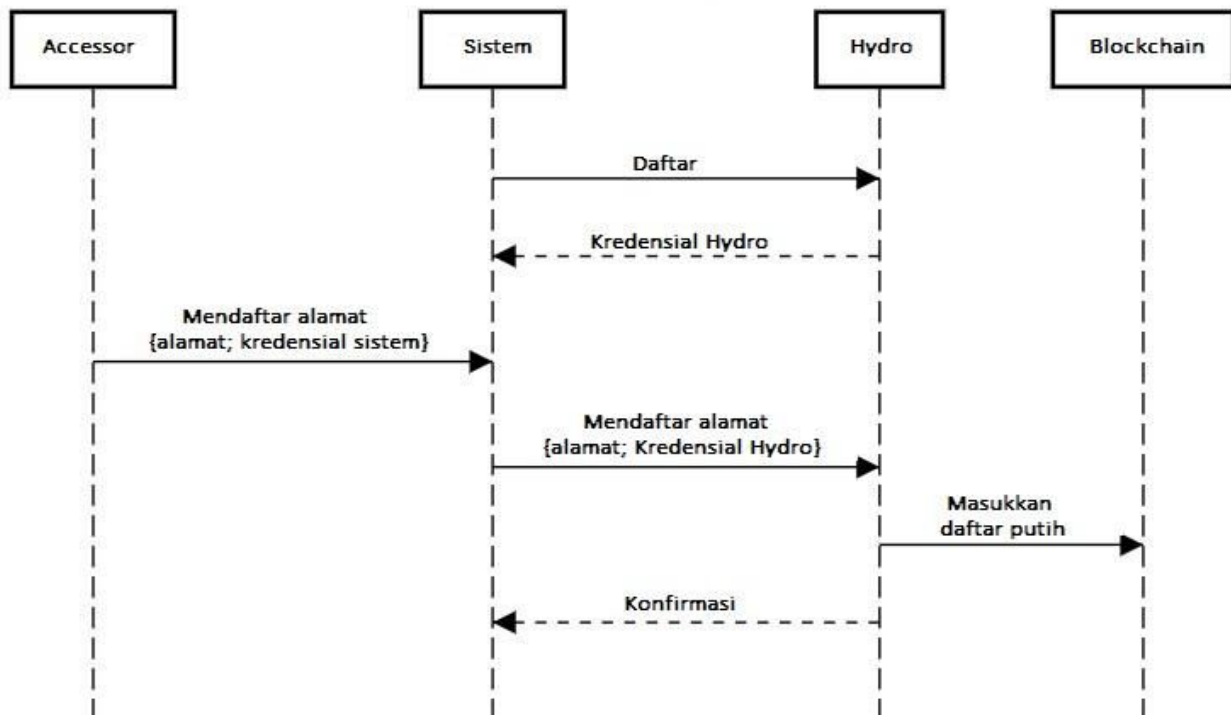 Accessor
Sistem
Hydro
Blockchain
Daftar
Kredensial Hydro
Mendaftar alamat
{alamat; kredensial sistem}
Mendaftar alamat
{alamat; Kredensial Hydro}
Masukkan
daftar putih
Konfirmasi